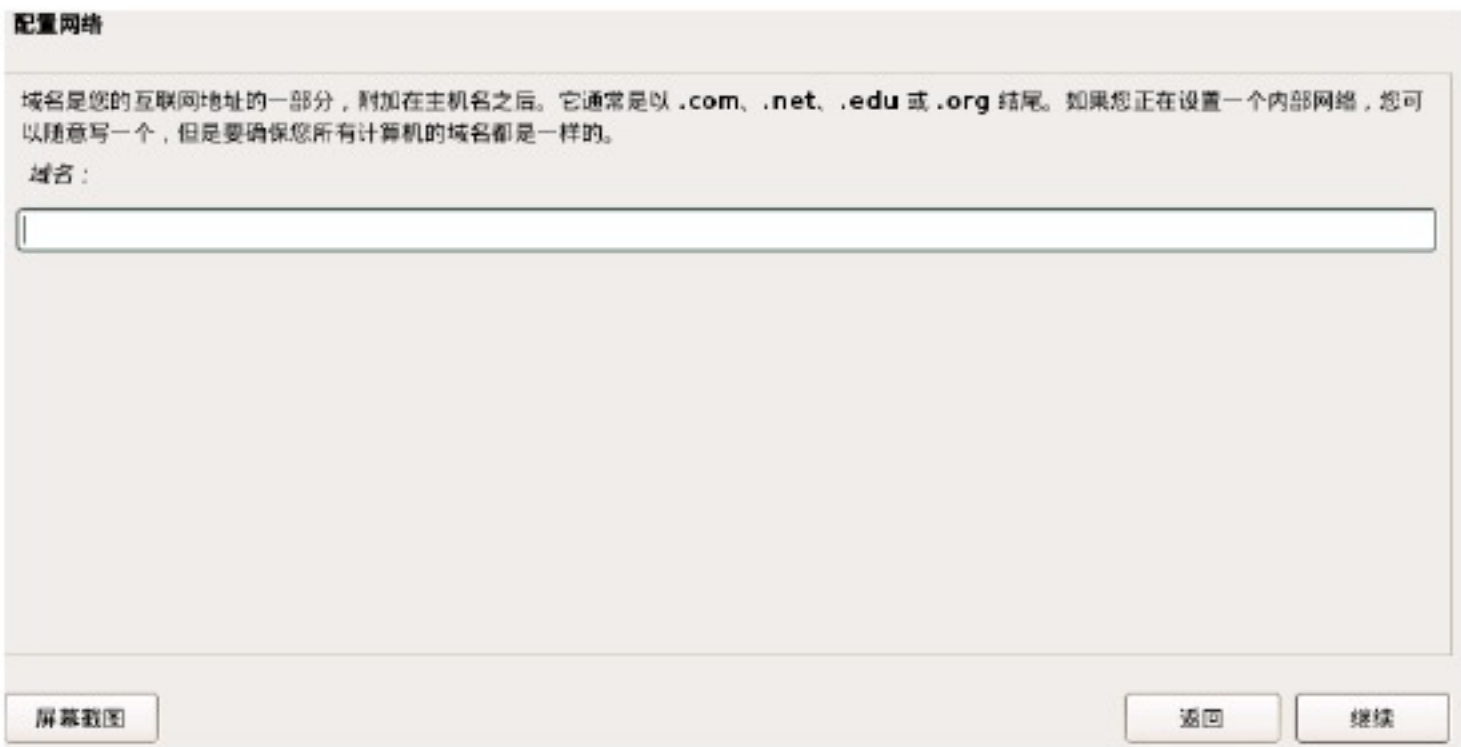 配置网络
域名是您的互联网地址的一部分，附加在主机名之后。它通常是以 .com、.net、.edu 或 .org 结尾。如果您正在设置一个内部网络，您可
以随意写一个，但是要确保您所有计算机的域名都是一样的。
域名：
屏幕截图
返回
继续